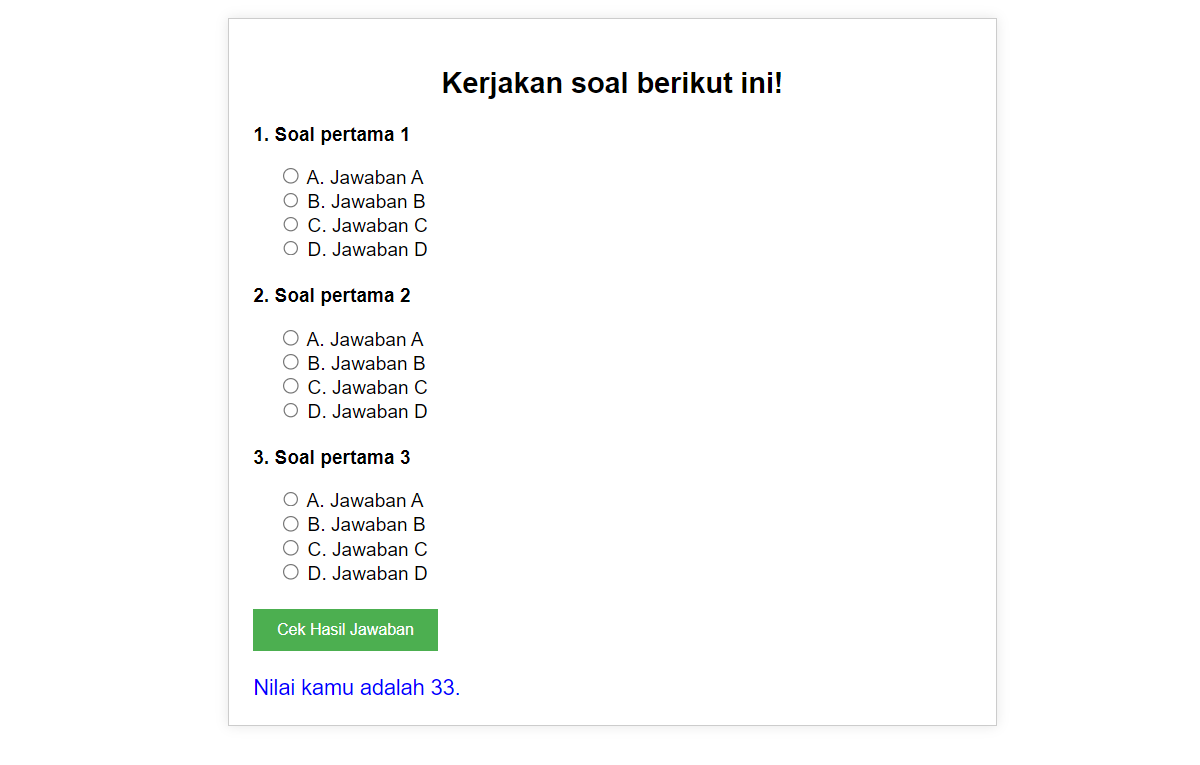 Kerjakan soal berikut ini!
1. Soal pertama 1
A. Jawaban A
B. Jawaban B
C. Jawaban C
D. Jawaban D
2. Soal pertama 2
A. Jawaban A
B. Jawaban B
C. Jawaban C
D. Jawaban D
3. Soal pertama 3
A. Jawaban A
B. Jawaban B
C. Jawaban C
D. Jawaban D
Cek Hasil Jawaban
Nilai kamu adalah 33.